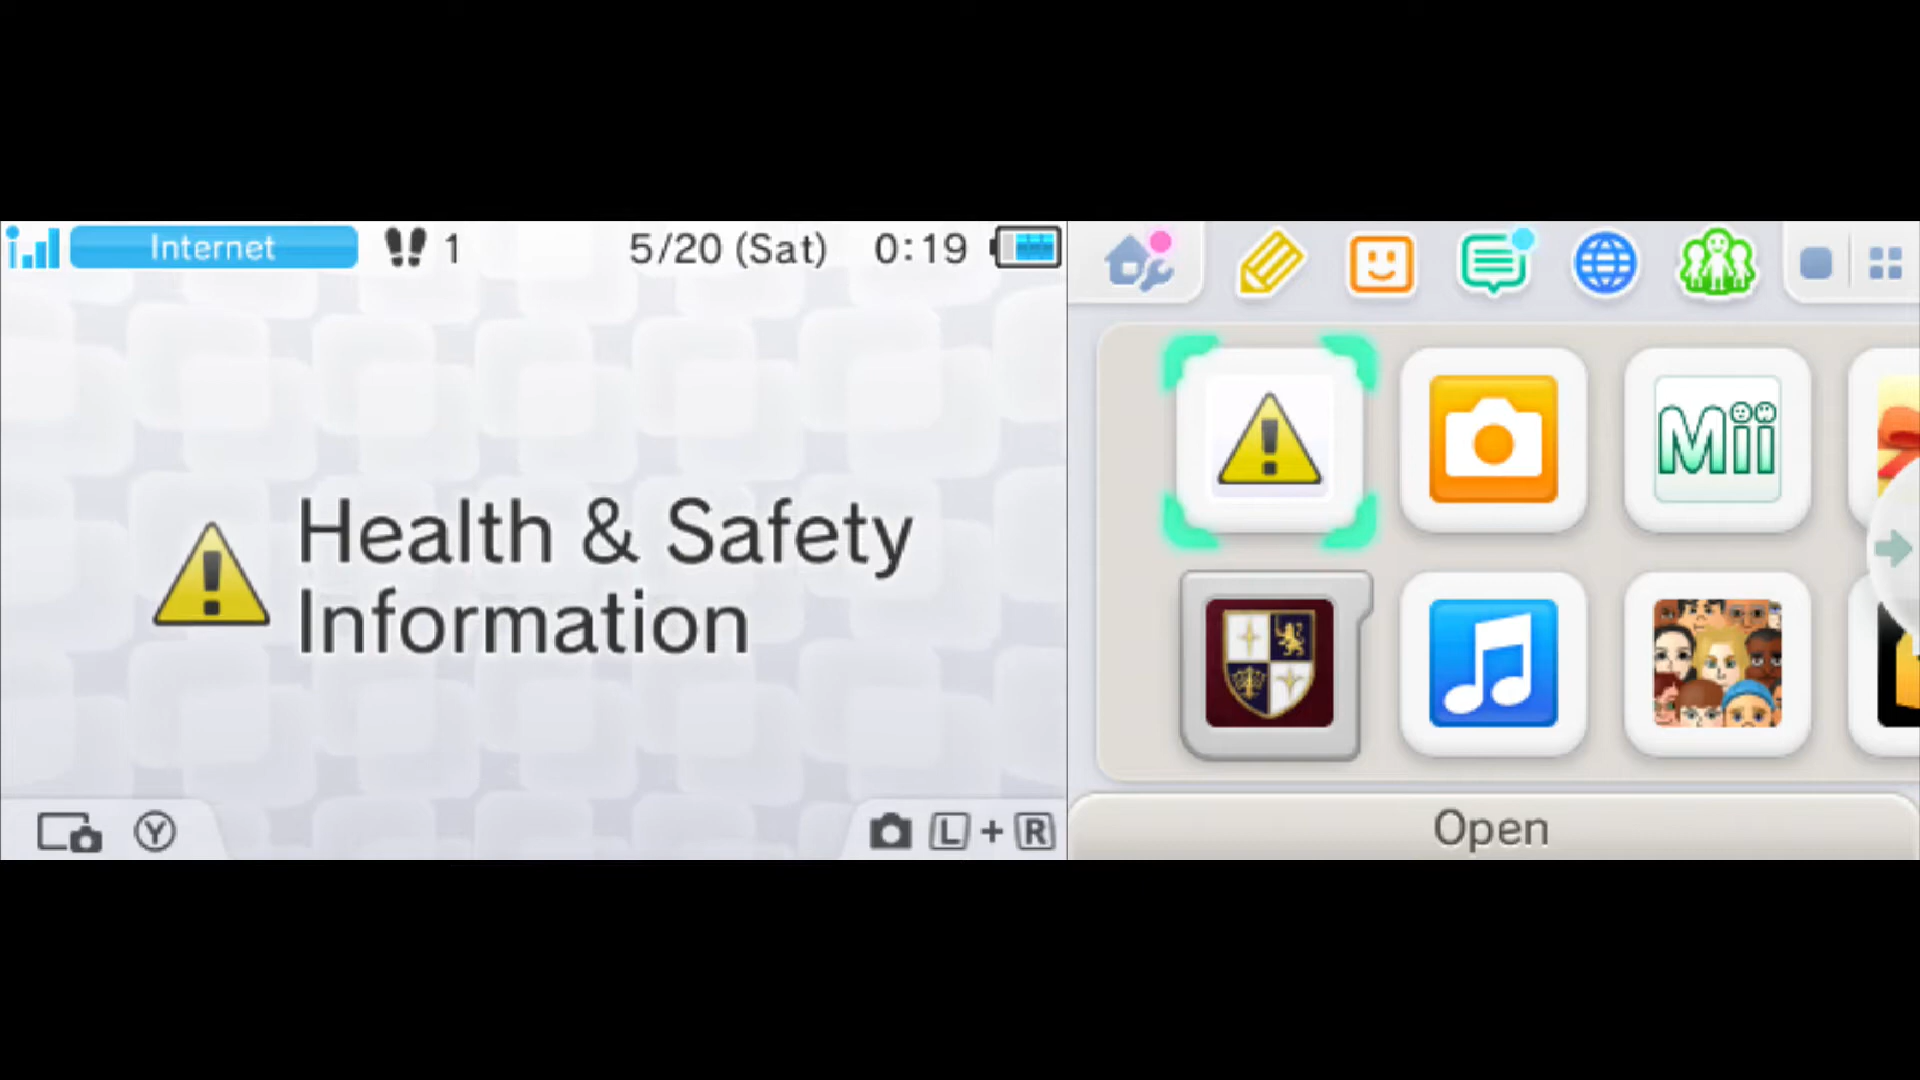 Internet 1 5/20 (Sat) 0:19
Health & Safety
Information
Y
L + R
Mii
Open